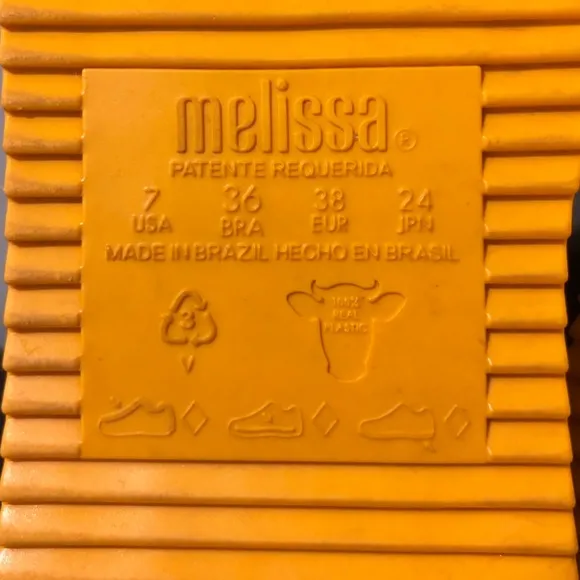 melissa®
PATENTE REQUERIDA
7 36 38 24
USA BRA EUR JPN
MADE IN BRAZIL HECHO EN BRASIL
100%
REAL
PLASTIC
3
V